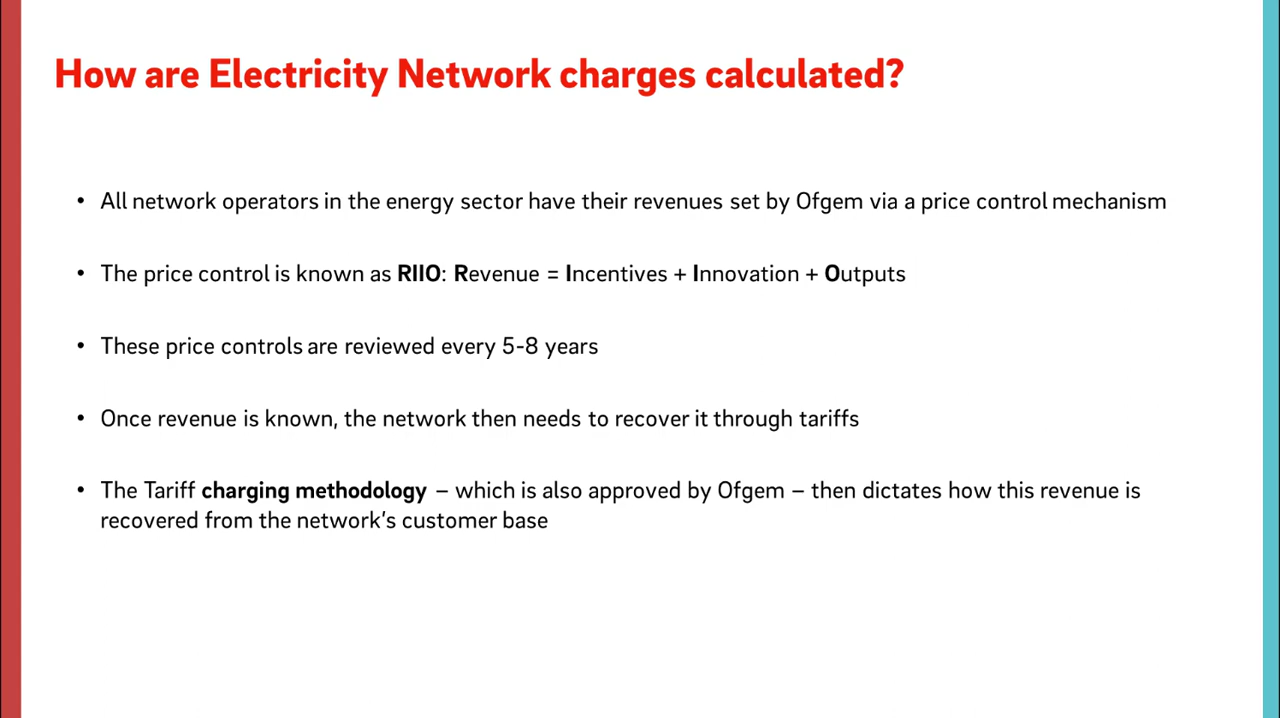 How are Electricity Network charges calculated?
• All network operators in the energy sector have their revenues set by Ofgem via a price control mechanism
• The price control is known as RIIO: Revenue = Incentives + Innovation + Outputs
• These price controls are reviewed every 5-8 years
• Once revenue is known, the network then needs to recover it through tariffs
• The Tariff charging methodology – which is also approved by Ofgem – then dictates how this revenue is
recovered from the network’s customer base